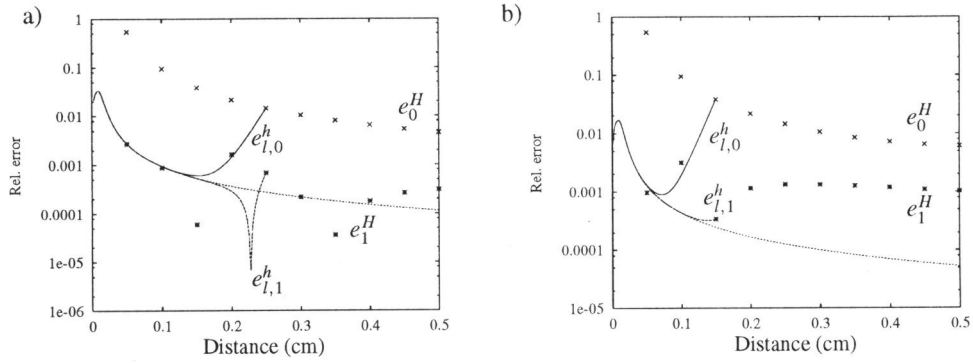 a)
1
0.1
0.01
0.001
0.0001
1e-05
1e-06
Rel. error
0 0.1 0.2 0.3 0.4 0.5
Distance (cm)
e_0^H
e_{l,0}^h
e_1^H
e_{l,1}^h
b)
1
0.1
0.01
0.001
0.0001
1e-05
Rel. error
0 0.1 0.2 0.3 0.4 0.5
Distance (cm)
e_0^H
e_{l,0}^h
e_{l,1}^h
e_1^H